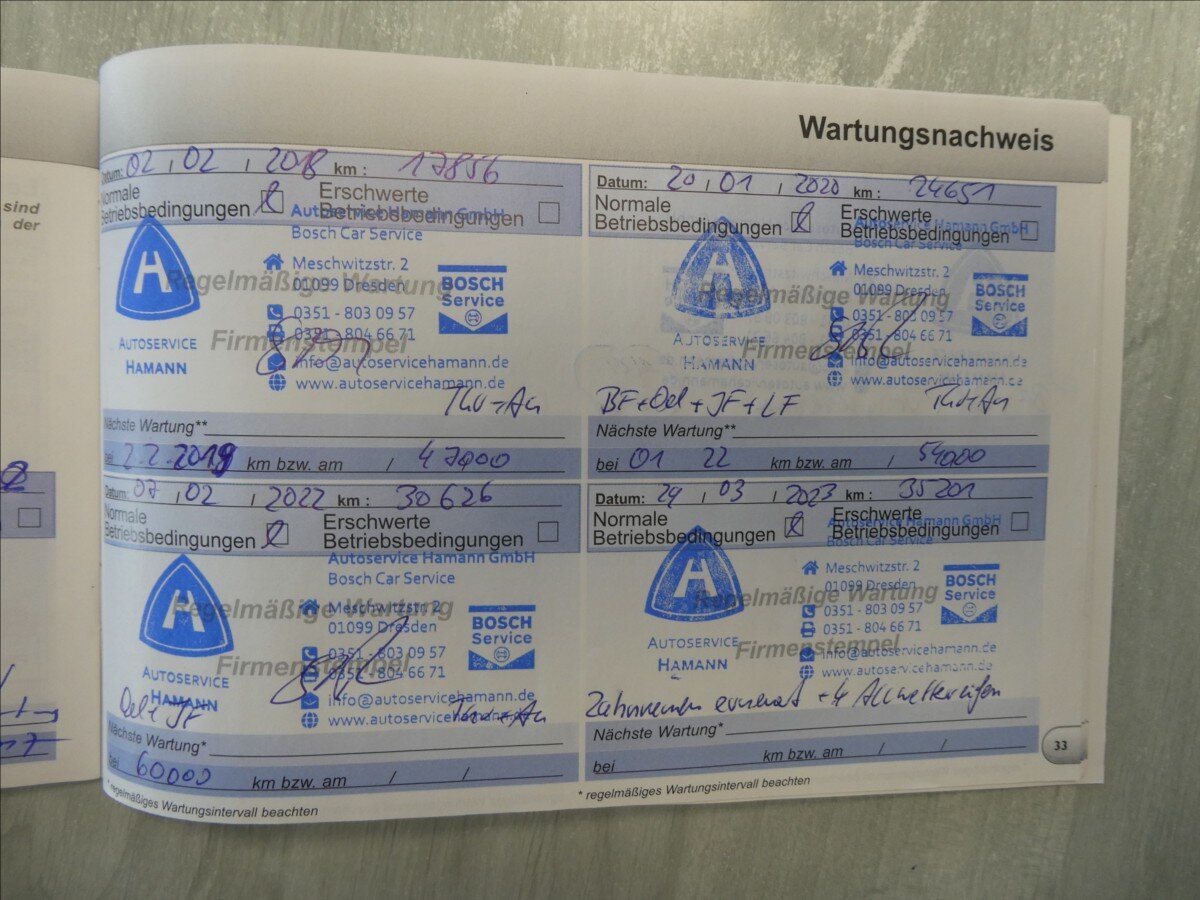 sind
der
Wartungsnachweis
Datum: 02 / 02 / 2018 km : 17856
Normale
Betriebsbedingungen
Erschwerte
Betriebsbedingungen
Autoservice Hamann GmbH
Bosch Car Service
Meschwitzstr. 2
01099 Dresden
Regelmäßige Wartung
BOSCH
Service
0351 - 803 09 57
0351 - 804 66 71
Firmenstempel
AUTOSERVICE
HAMANN
info@autoservicehamann.de
www.autoservicehamann.de
Nächste Wartung**
bei 2.2.2019 km bzw. am / 47000
Datum: 20 / 01 / 2020 km : 24651
Normale
Betriebsbedingungen
Erschwerte
Betriebsbedingungen
Autoservice Hamann GmbH
Bosch Car Service
Meschwitzstr. 2
01099 Dresden
Regelmäßige Wartung
BOSCH
Service
0351 - 803 09 57
0351 - 804 66 71
Firmenstempel
AUTOSERVICE
HAMANN
info@autoservicehamann.de
www.autoservicehamann.de
BF+Oel+JF+LF
Nächste Wartung**
bei 01 22 km bzw. am / 54000
Datum: 07 / 02 / 2022 km : 30626
Normale
Betriebsbedingungen
Erschwerte
Betriebsbedingungen
Autoservice Hamann GmbH
Bosch Car Service
Meschwitzstr. 2
01099 Dresden
Regelmäßige Wartung
BOSCH
Service
0351 - 803 09 57
0351 - 804 66 71
Firmenstempel
AUTOSERVICE
HAMANN
info@autoservicehamann.de
www.autoservicehamann.de
Oel+JF
Nächste Wartung*
bei 60000 km bzw. am / /
* regelmäßiges Wartungsintervall beachten
Datum: 24 / 03 / 2023 km : 35201
Normale
Betriebsbedingungen
Erschwerte
Betriebsbedingungen
Autoservice Hamann GmbH
Bosch Car Service
Meschwitzstr. 2
01099 Dresden
Regelmäßige Wartung
BOSCH
Service
0351 - 803 09 57
0351 - 804 66 71
Firmenstempel
AUTOSERVICE
HAMANN
info@autoservicehamann.de
www.autoservicehamann.de
Zahnriemen erneuert + 4 Allwetterreifen
Nächste Wartung*
bei km bzw. am / /
* regelmäßiges Wartungsintervall beachten
33